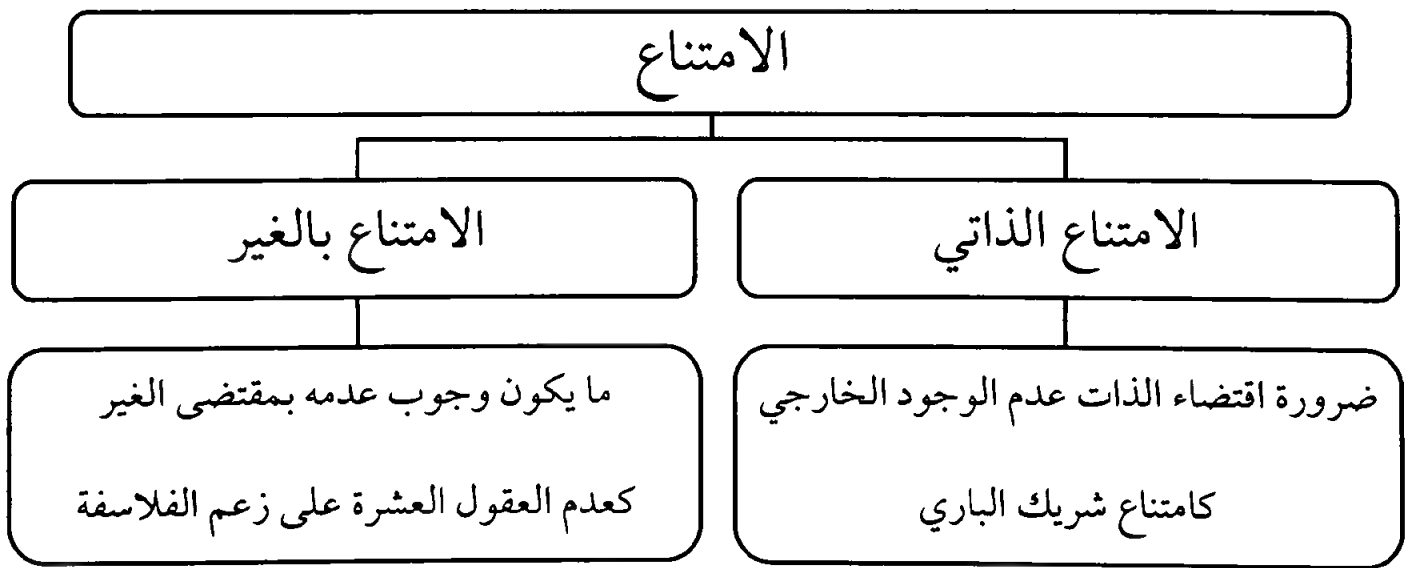 الامتناع
الامتناع الذاتي
الامتناع بالغير
ضرورة اقتضاء الذات عدم الوجود الخارجي
كامتناع شريك الباري
ما يكون وجوب عدمه بمقتضى الغير
كعدم العقول العشرة على زعم الفلاسفة